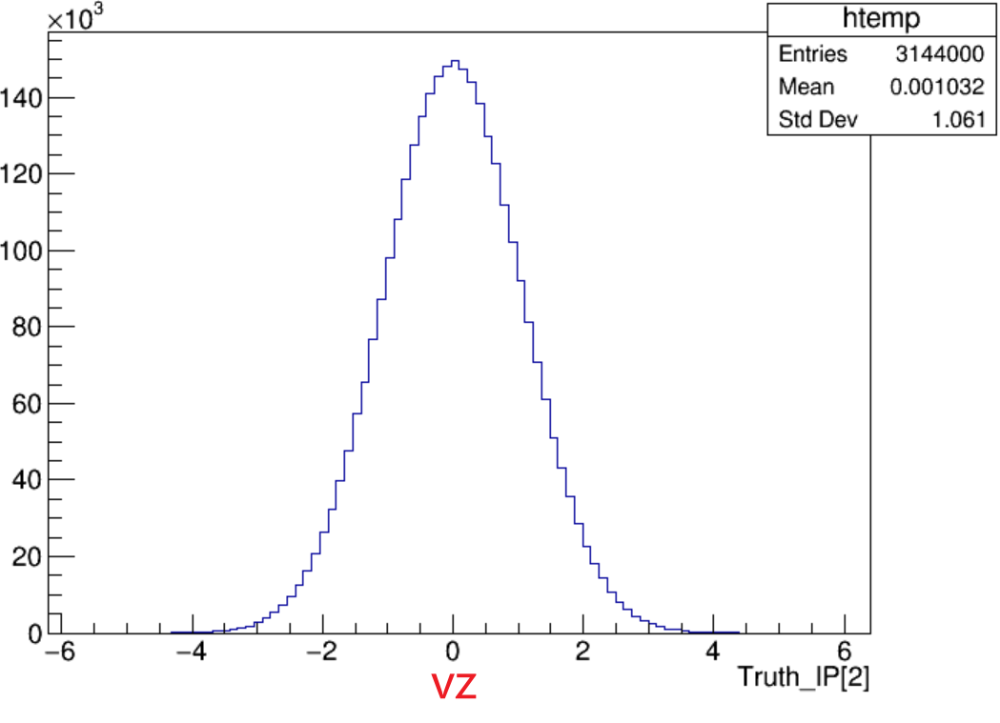 ×10³
htemp
Entries 3144000
Mean 0.001032
Std Dev 1.061
140
120
100
80
60
40
20
0
−6 −4 −2 0 2 4 6
Truth_IP[2]
VZ